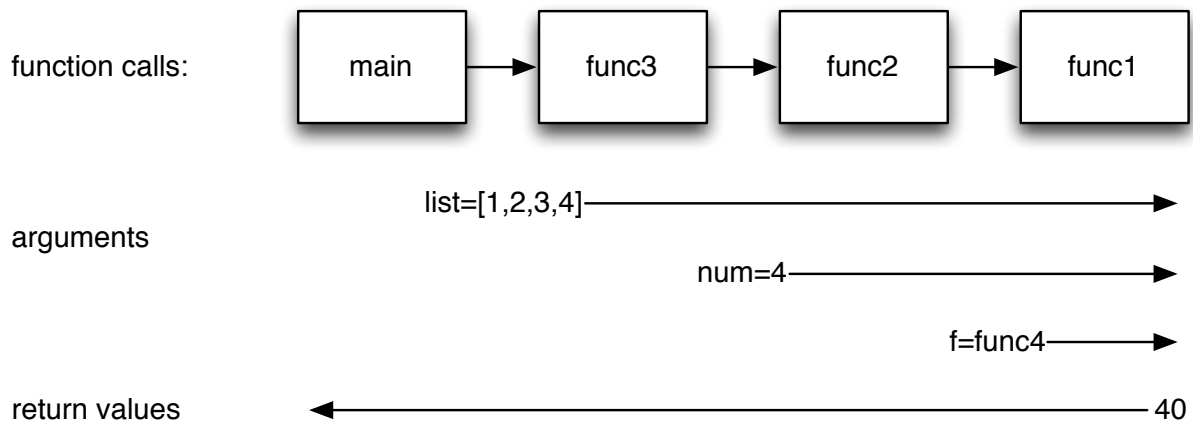 function calls:
main
func3
func2
func1
list=[1,2,3,4]
arguments
num=4
f=func4
return values
40